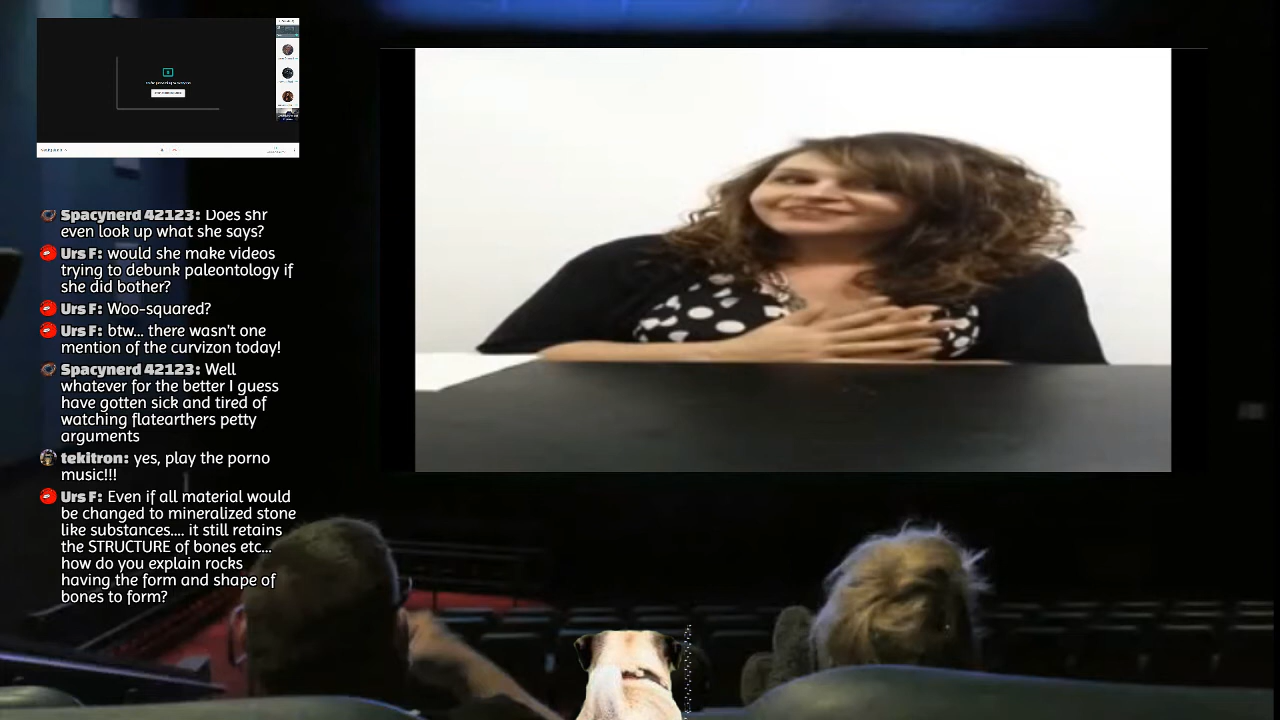 Spacynerd 42123: Does shr
even look up what she says?
Urs F: would she make videos
trying to debunk paleontology if
she did bother?
Urs F: Woo-squared?
Urs F: btw... there wasn't one
mention of the curvizon today!
Spacynerd 42123: Well
whatever for the better I guess
have gotten sick and tired of
watching flatearthers petty
arguments
tekitron: yes, play the porno
music!!!
Urs F: Even if all material would
be changed to mineralized stone
like substances.... it still retains
the STRUCTURE of bones etc...
how do you explain rocks
having the form and shape of
bones to form?